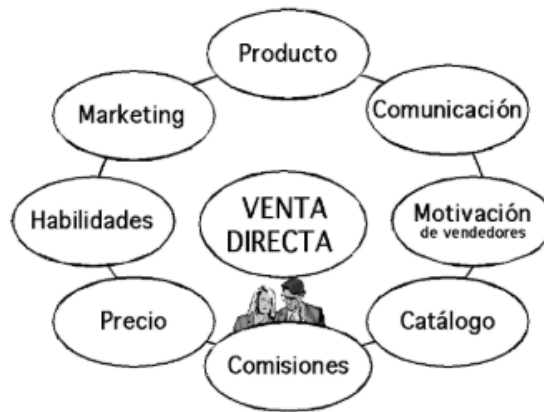 Producto
Marketing
Comunicación
Habilidades
VENTA
DIRECTA
Motivación
de vendedores
Precio
Catálogo
Comisiones